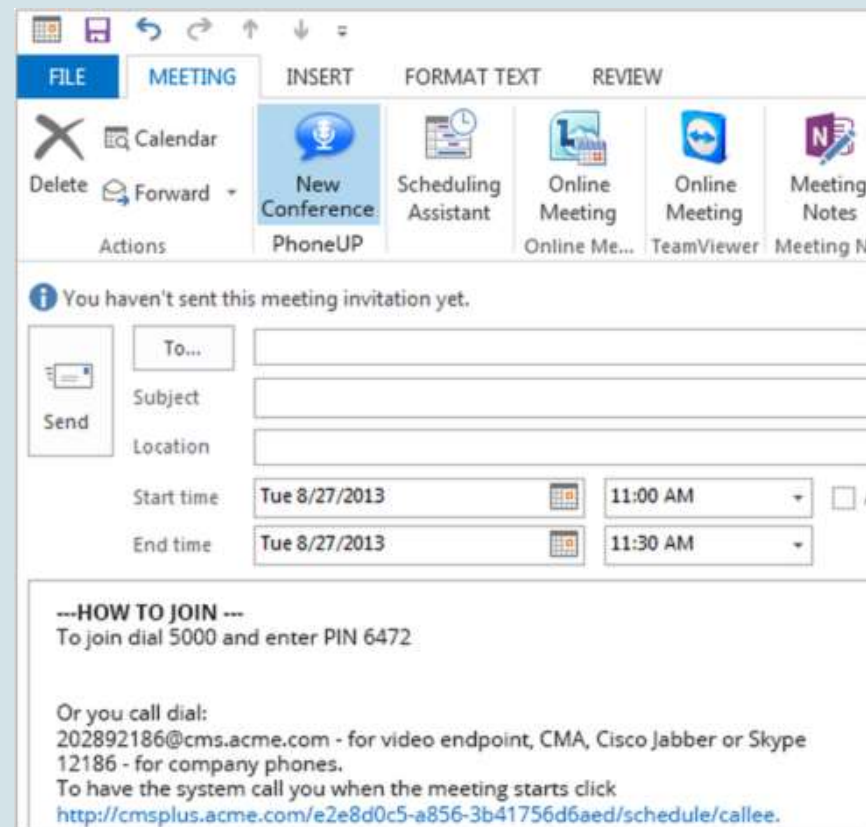 FILE MEETING INSERT FORMAT TEXT REVIEW
Delete
Calendar
Forward
Actions
New
Conference
PhoneUP
Scheduling
Assistant
Online
Meeting
Online Me...
Online
Meeting
TeamViewer
Meeting
Notes
Meeting N
You haven't sent this meeting invitation yet.
Send
To...
Subject
Location
Start time Tue 8/27/2013 11:00 AM
End time Tue 8/27/2013 11:30 AM
---HOW TO JOIN ---
To join dial 5000 and enter PIN 6472
Or you call dial:
202892186@cms.acme.com - for video endpoint, CMA, Cisco Jabber or Skype
12186 - for company phones.
To have the system call you when the meeting starts click
http://cmsplus.acme.com/e2e8d0c5-a856-3b41756d6aed/schedule/callee.